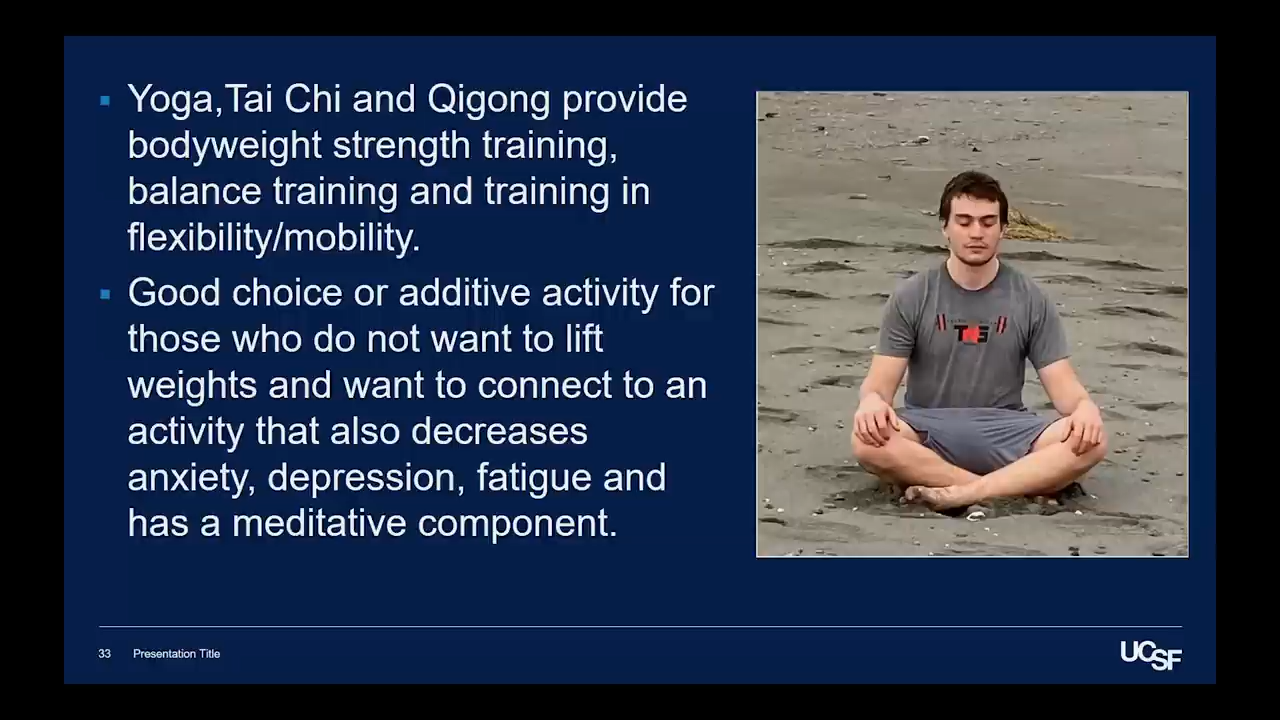 Yoga,Tai Chi and Qigong provide
bodyweight strength training,
balance training and training in
flexibility/mobility.
Good choice or additive activity for
those who do not want to lift
weights and want to connect to an
activity that also decreases
anxiety, depression, fatigue and
has a meditative component.
33 Presentation Title
UCSF